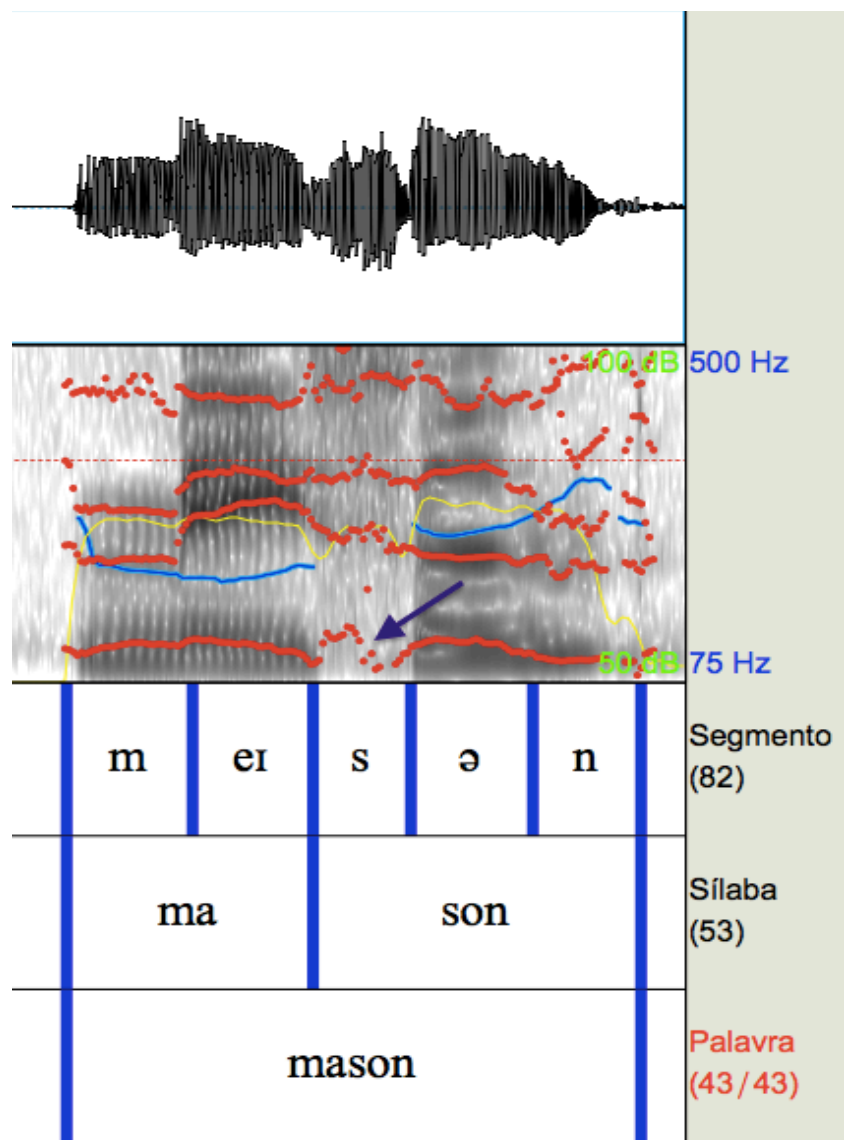 100 dB 500 Hz
50 dB 75 Hz
m eɪ s ə n Segmento
(82)
ma son Sílaba
(53)
mason Palavra
(43/43)